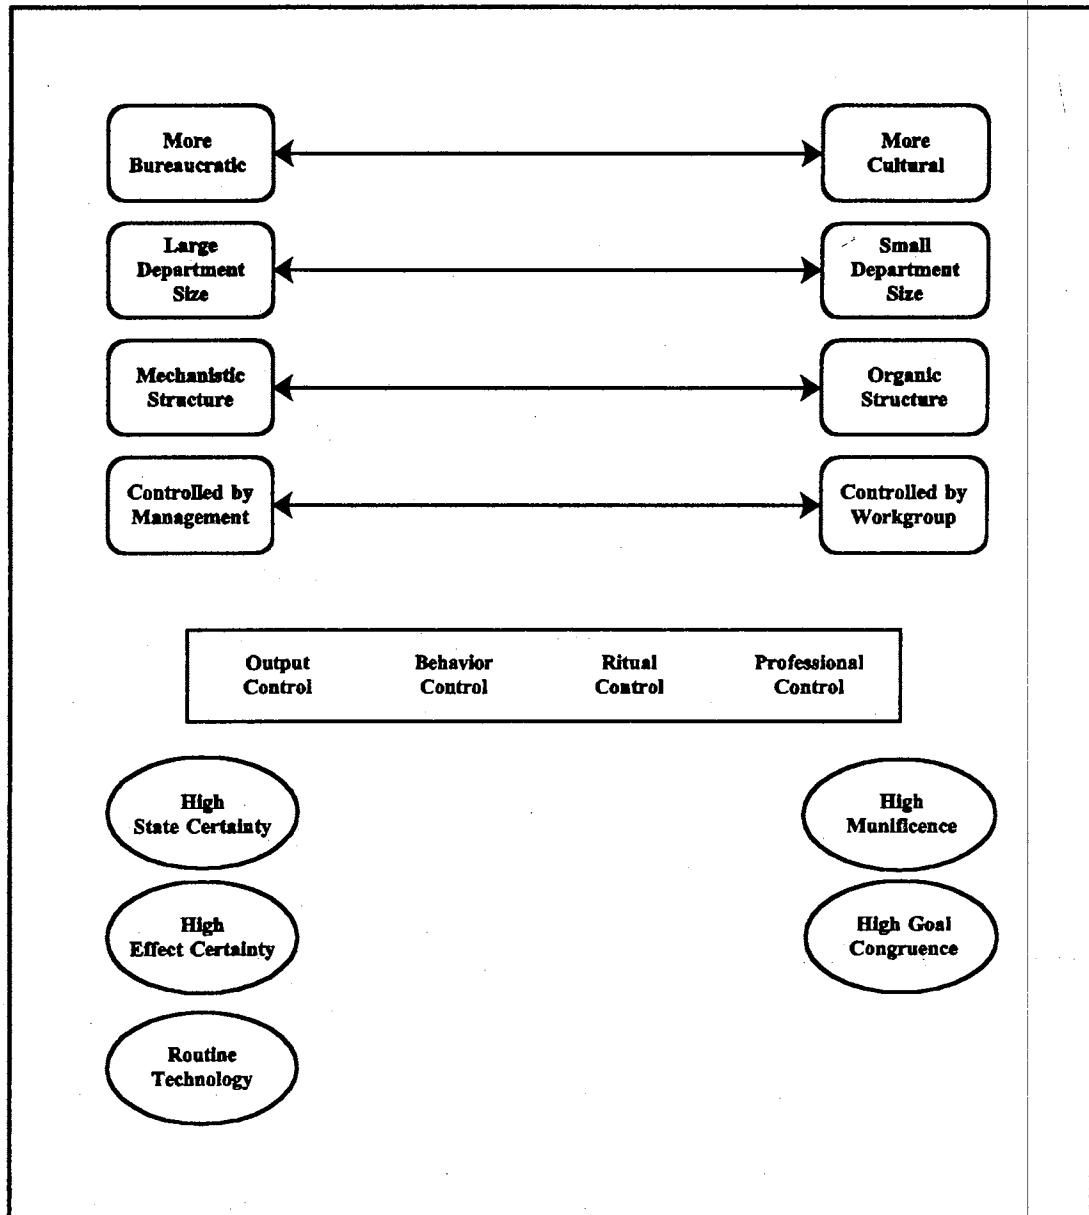 More
Bureaucratic
More
Cultural
Large
Department
Size
Small
Department
Size
Mechanistic
Structure
Organic
Structure
Controlled by
Management
Controlled by
Workgroup
Output
Control
Behavior
Control
Ritual
Control
Professional
Control
High
State Certainty
High
Munificence
High
Effect Certainty
High Goal
Congruence
Routine
Technology